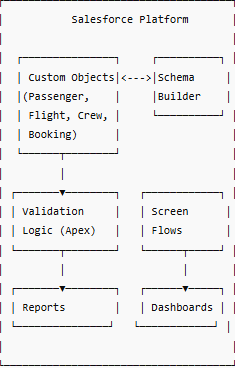 Salesforce Platform
Custom Objects<--->Schema
(Passenger, Builder
Flight, Crew,
Booking)
Validation Screen
Logic (Apex) Flows
Reports Dashboards